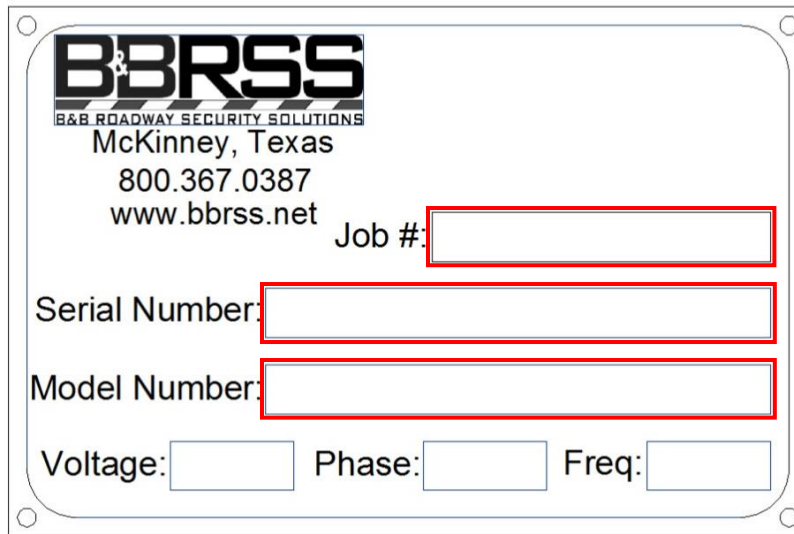 B&BRSS
B&B ROADWAY SECURITY SOLUTIONS
McKinney, Texas
800.367.0387
www.bbrss.net
Job #:
Serial Number:
Model Number:
Voltage: Phase: Freq: